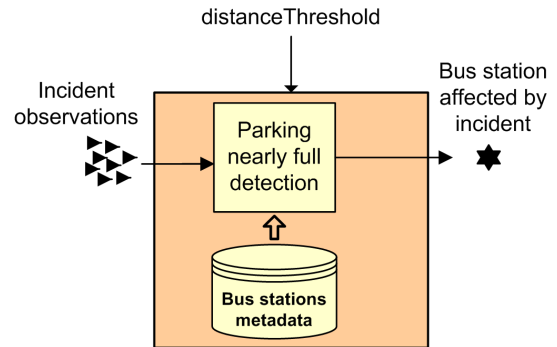 distanceThreshold
Incident
observations
Bus station
affected by
incident
Parking
nearly full
detection
Bus stations
metadata